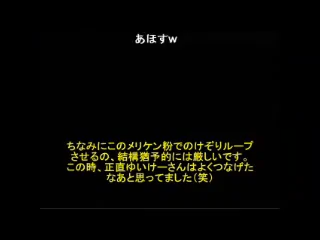 あほすw
ちなみにこのメリケン粉でのけぞりループ
させるの、結構猶予的には厳しいです。
この時、正直ゆいけーさんはよくつなげた
なあと思ってました（笑）